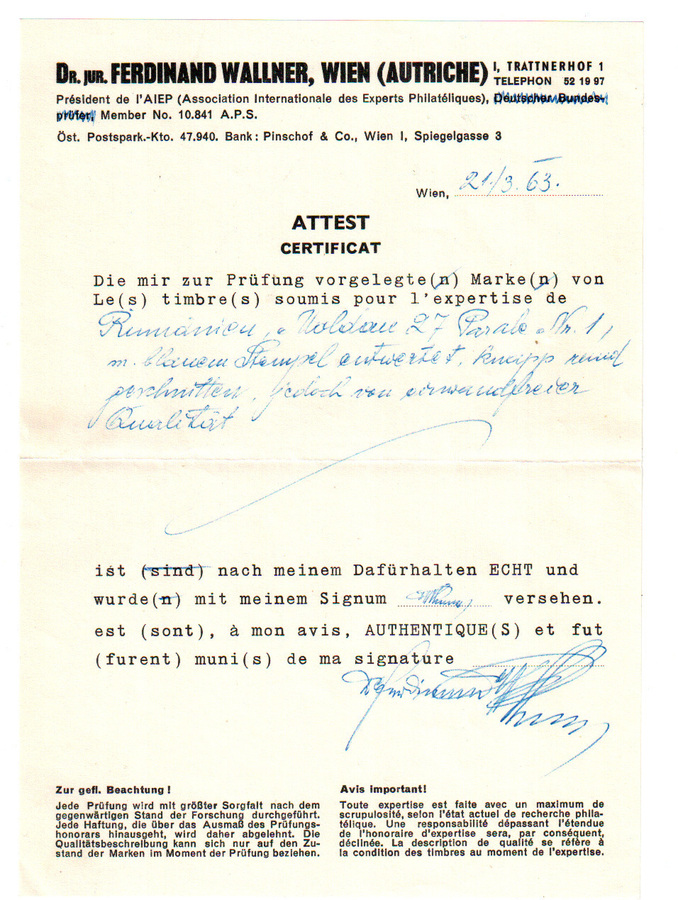 DR. JUR. FERDINAND WALLNER, WIEN (AUTRICHE) I, TRATTNERHOF 1
TELEPHON 52 19 97
Président de l'AIEP (Association Internationale des Experts Philatéliques), Deutscher Bundes-
prüfer, Member No. 10.841 A.P.S.
Öst. Postspark.-Kto. 47.940. Bank: Pinschof & Co., Wien I, Spiegelgasse 3
Wien, 21/3. 63.
ATTEST
CERTIFICAT
Die mir zur Prüfung vorgelegte(n) Marke(n) von
Le(s) timbre(s) soumis pour l'expertise de
Rumänien, Moldau 27 Parale Nr. 1,
m. blauem Stempel entwertet, knapp rund
geschnitten, jedoch von einwandfreier
Qualität
ist (sind) nach meinem Dafürhalten ECHT und
wurde(n) mit meinem Signum versehen.
est (sont), à mon avis, AUTHENTIQUE(S) et fut
(furent) muni(s) de ma signature
Dr Ferdinand Wallner
Zur gefl. Beachtung!
Jede Prüfung wird mit größter Sorgfalt nach dem
gegenwärtigen Stand der Forschung durchgeführt.
Jede Haftung, die über das Ausmaß des Prüfungs-
honorars hinausgeht, wird daher abgelehnt. Die
Qualitätsbeschreibung kann sich nur auf den Zu-
stand der Marken im Moment der Prüfung beziehen.
Avis important!
Toute expertise est faite avec un maximum de
scrupulosité, selon l'état actuel de recherche phila-
télique. Une responsabilité dépassant l'étendue
de l'honoraire d'expertise sera, par conséquent,
déclinée. La description de qualité se réfère à
la condition des timbres au moment de l'expertise.